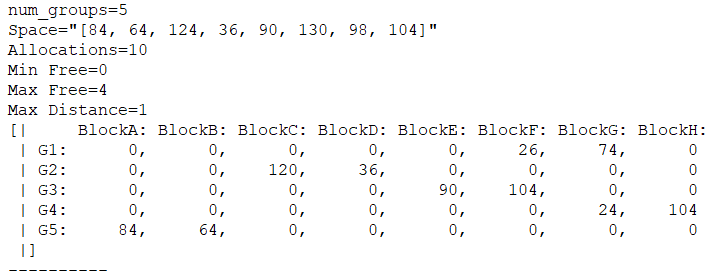 num_groups=5
Space="[84, 64, 124, 36, 90, 130, 98, 104]"
Allocations=10
Min Free=0
Max Free=4
Max Distance=1
[|     BlockA: BlockB: BlockC: BlockD: BlockE: BlockF: BlockG: BlockH:
 | G1:      0,      0,      0,      0,      0,     26,     74,      0
 | G2:      0,      0,    120,     36,      0,      0,      0,      0
 | G3:      0,      0,      0,      0,     90,    104,      0,      0
 | G4:      0,      0,      0,      0,      0,      0,     24,    104
 | G5:     84,     64,      0,      0,      0,      0,      0,      0
 |]
----------